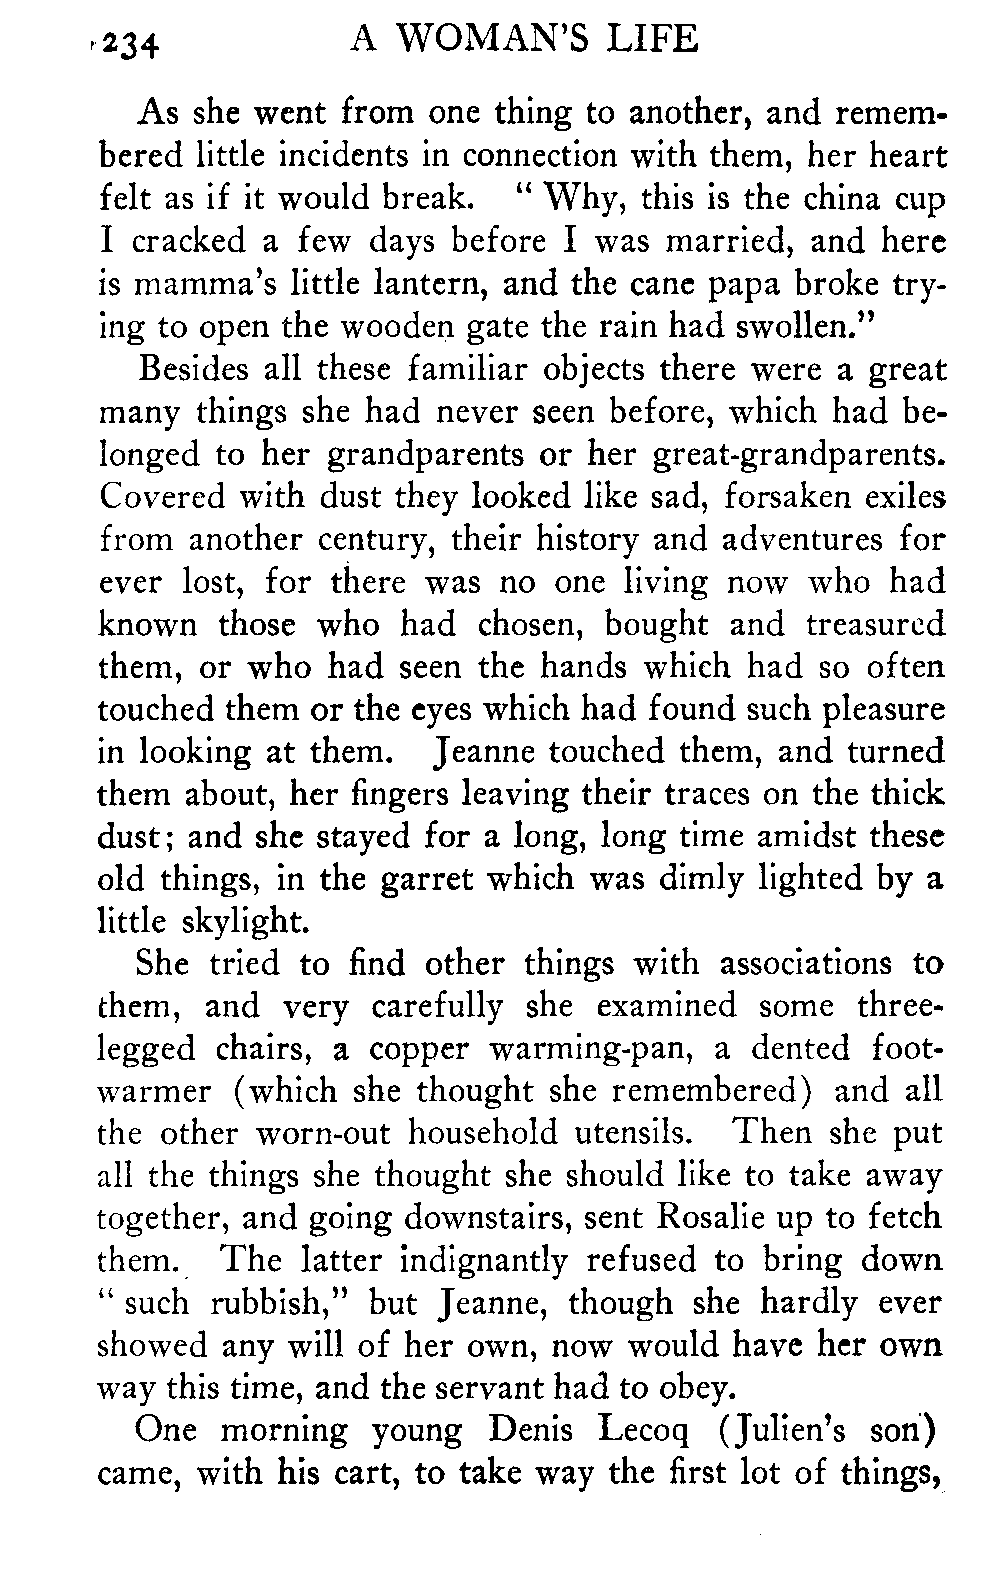 234 A WOMAN'S LIFE
As she went from one thing to another, and remem-
bered little incidents in connection with them, her heart
felt as if it would break. " Why, this is the china cup
I cracked a few days before I was married, and here
is mamma's little lantern, and the cane papa broke try-
ing to open the wooden gate the rain had swollen."
Besides all these familiar objects there were a great
many things she had never seen before, which had be-
longed to her grandparents or her great-grandparents.
Covered with dust they looked like sad, forsaken exiles
from another century, their history and adventures for
ever lost, for there was no one living now who had
known those who had chosen, bought and treasured
them, or who had seen the hands which had so often
touched them or the eyes which had found such pleasure
in looking at them. Jeanne touched them, and turned
them about, her fingers leaving their traces on the thick
dust; and she stayed for a long, long time amidst these
old things, in the garret which was dimly lighted by a
little skylight.
She tried to find other things with associations to
them, and very carefully she examined some three-
legged chairs, a copper warming-pan, a dented foot-
warmer (which she thought she remembered) and all
the other worn-out household utensils. Then she put
all the things she thought she should like to take away
together, and going downstairs, sent Rosalie up to fetch
them. The latter indignantly refused to bring down
" such rubbish," but Jeanne, though she hardly ever
showed any will of her own, now would have her own
way this time, and the servant had to obey.
One morning young Denis Lecoq (Julien's son)
came, with his cart, to take way the first lot of things,